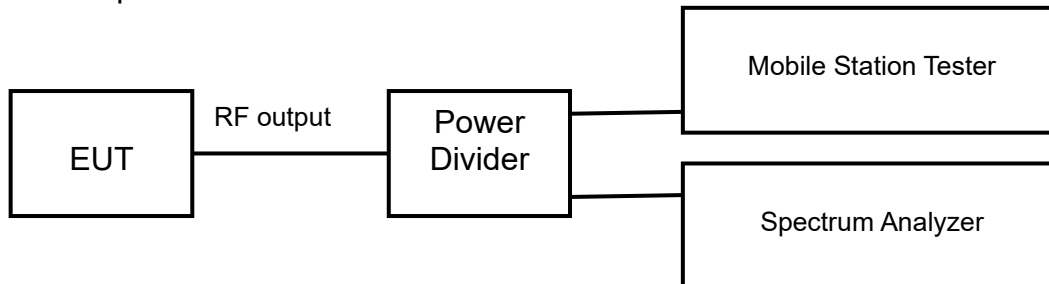 EUT
RF output
Power
Divider
Mobile Station Tester
Spectrum Analyzer